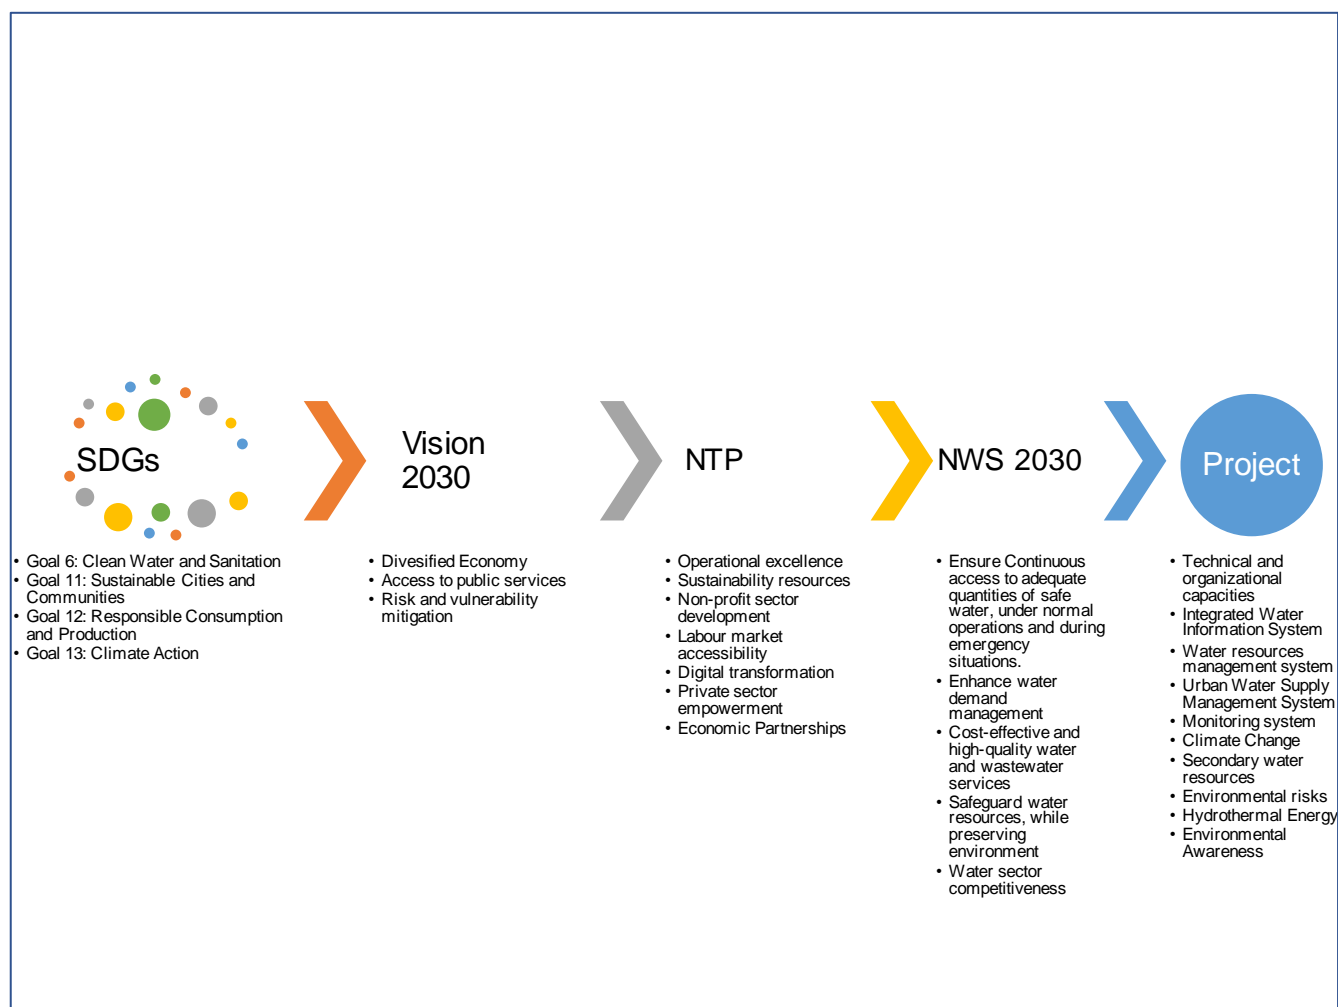 SDGs
Vision
2030
NTP
NWS 2030
Project
• Goal 6: Clean Water and Sanitation
• Goal 11: Sustainable Cities and
Communities
• Goal 12: Responsible Consumption
and Production
• Goal 13: Climate Action
• Divesified Economy
• Access to public services
• Risk and vulnerability
mitigation
• Operational excellence
• Sustainability resources
• Non-profit sector
development
• Labour market
accessibility
• Digital transformation
• Private sector
empowerment
• Economic Partnerships
• Ensure Continuous
access to adequate
quantities of safe
water, under normal
operations and during
emergency
situations.
• Enhance water
demand
management
• Cost-effective and
high-quality water
and wastewater
services
• Safeguard water
resources, while
preserving
environment
• Water sector
competitiveness
• Technical and
organizational
capacities
• Integrated Water
Information System
• Water resources
management system
• Urban Water Supply
Management System
• Monitoring system
• Climate Change
• Secondary water
resources
• Environmental risks
• Hydrothermal Energy
• Environmental
Awareness